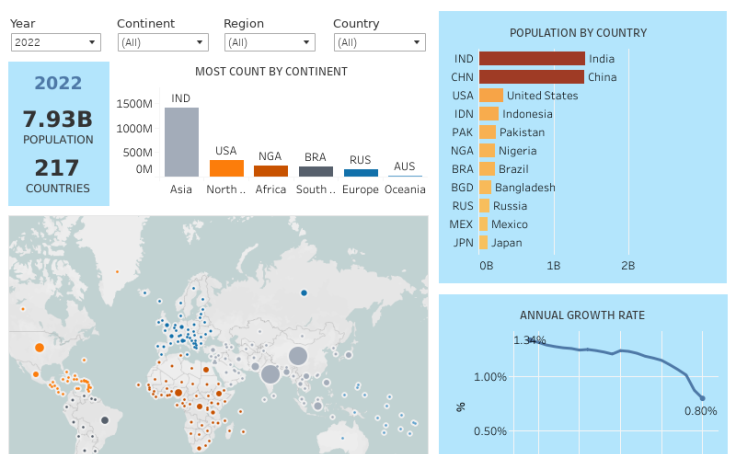 Year
Continent
Region
Country
2022
(All)
(All)
(All)
2022
7.93B
POPULATION
217
COUNTRIES
MOST COUNT BY CONTINENT
1500M
1000M
500M
0M
IND
USA
NGA
BRA
RUS
AUS
Asia
North ..
Africa
South ..
Europe
Oceania
POPULATION BY COUNTRY
IND India
CHN China
USA United States
IDN Indonesia
PAK Pakistan
NGA Nigeria
BRA Brazil
BGD Bangladesh
RUS Russia
MEX Mexico
JPN Japan
0B 1B 2B
ANNUAL GROWTH RATE
1.34%
1.00%
%
0.80%
0.50%